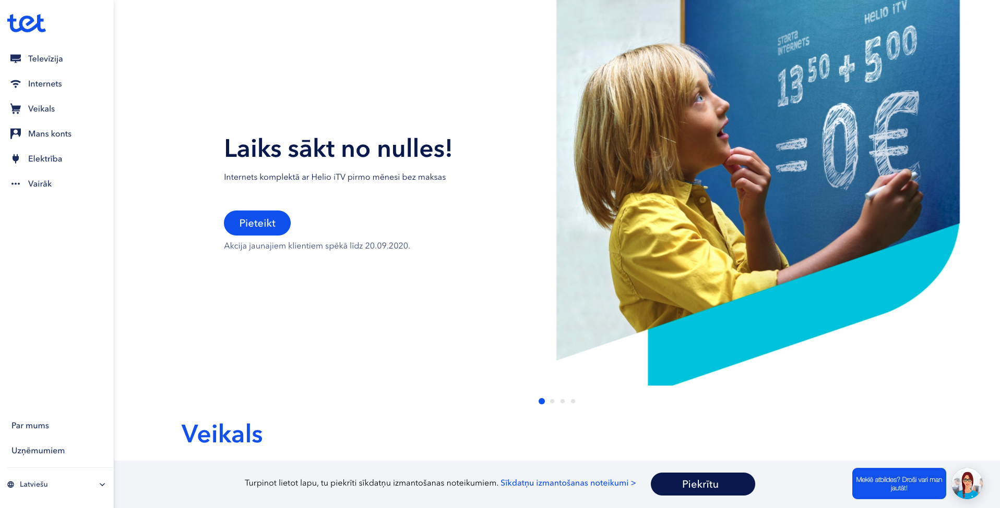 tet
Televīzija
Internets
Veikals
Mans konts
Elektrība
Vairāk
Par mums
Uzņēmumiem
Latviešu
Laiks sākt no nulles!
Internets komplektā ar Helio iTV pirmo mēnesi bez maksas
Pieteikt
Akcija jaunajiem klientiem spēkā līdz 20.09.2020.
HELIO iTV
STARTA
INTERNETS
13 50 + 5 00
= 0 €
Veikals
Turpinot lietot lapu, tu piekrīti sīkdatņu izmantošanas noteikumiem. Sīkdatņu izmantošanas noteikumi >
Piekrītu
Meklē atbildes? Droši vari man
jautāt!